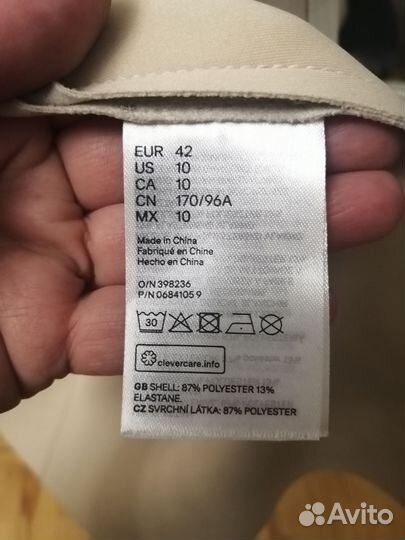 EUR 42
US 10
CA 10
CN 170/96A
MX 10
Made in China
Fabriqué en Chine
Hecho en China
O/N 398236
P/N 0684105 9
30
clevercare.info
GB SHELL: 87% POLYESTER 13%
ELASTANE.
CZ SVRCHNÍ LÁTKA: 87% POLYESTER
Avito